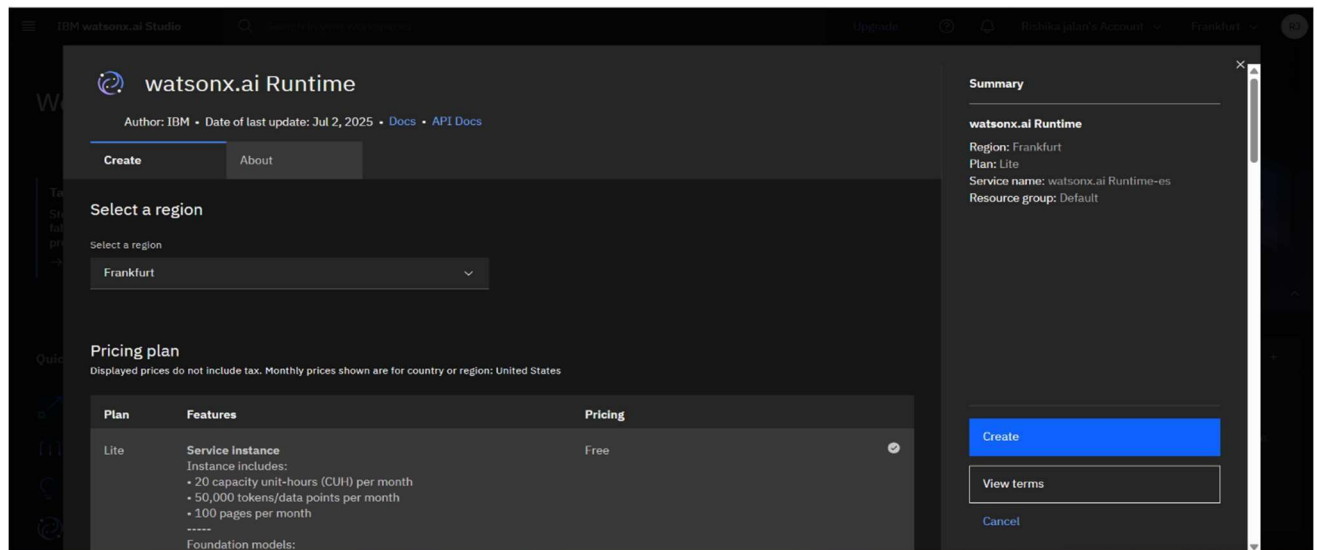 IBM watsonx.ai Studio
Upgrade
Rishika jalan's Account
Frankfurt
RJ
watsonx.ai Runtime
Author: IBM • Date of last update: Jul 2, 2025 • Docs • API Docs
Create
About
Select a region
Select a region
Frankfurt
Pricing plan
Displayed prices do not include tax. Monthly prices shown are for country or region: United States
Plan
Features
Pricing
Lite
Service instance
Free
Instance includes:
• 20 capacity unit-hours (CUH) per month
• 50,000 tokens/data points per month
• 100 pages per month
-----
Foundation models:
Summary
watsonx.ai Runtime
Region: Frankfurt
Plan: Lite
Service name: watsonx.ai Runtime-es
Resource group: Default
Create
View terms
Cancel